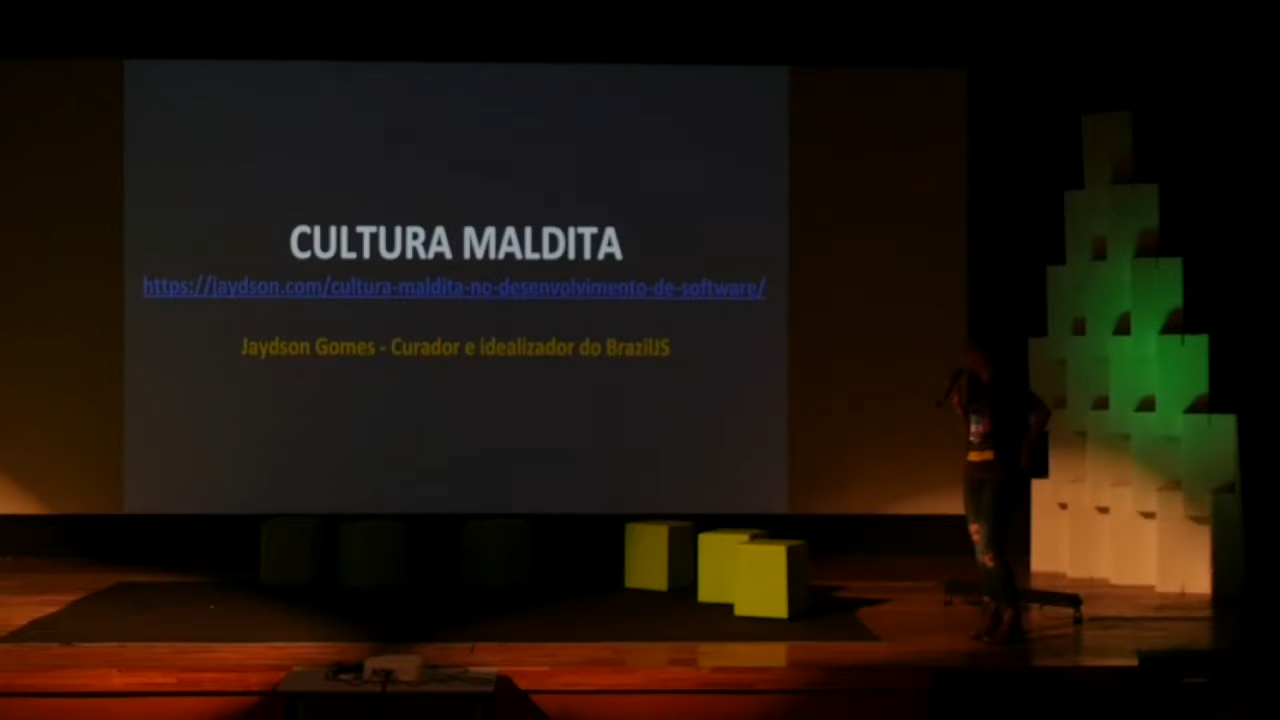 CULTURA MALDITA
https://jaydson.com/cultura-maldita-no-desenvolvimento-de-software/
Jaydson Gomes - Curador e idealizador do BrazilJS